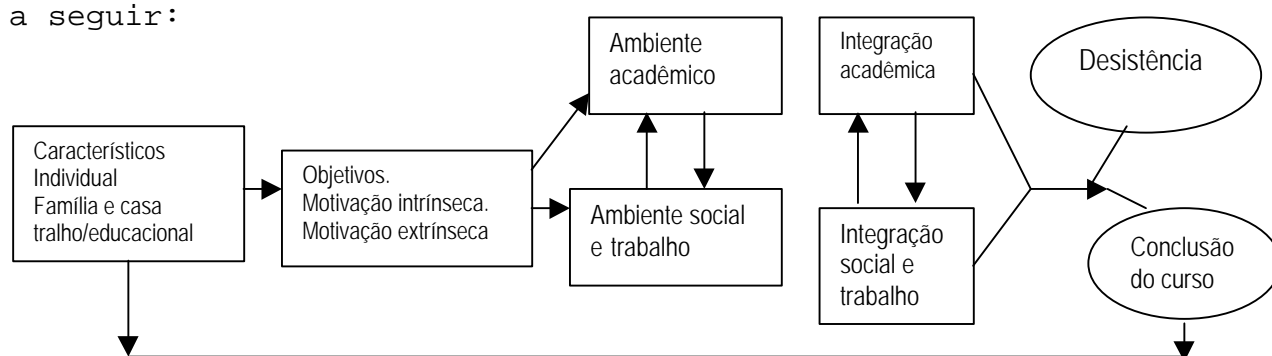 a seguir:
Ambiente
acadêmico
Integração
acadêmica
Desistência
Característicos
Individual
Família e casa
tralho/educacional
Objetivos.
Motivação intrínseca.
Motivação extrínseca
Ambiente social
e trabalho
Integração
social e
trabalho
Conclusão
do curso